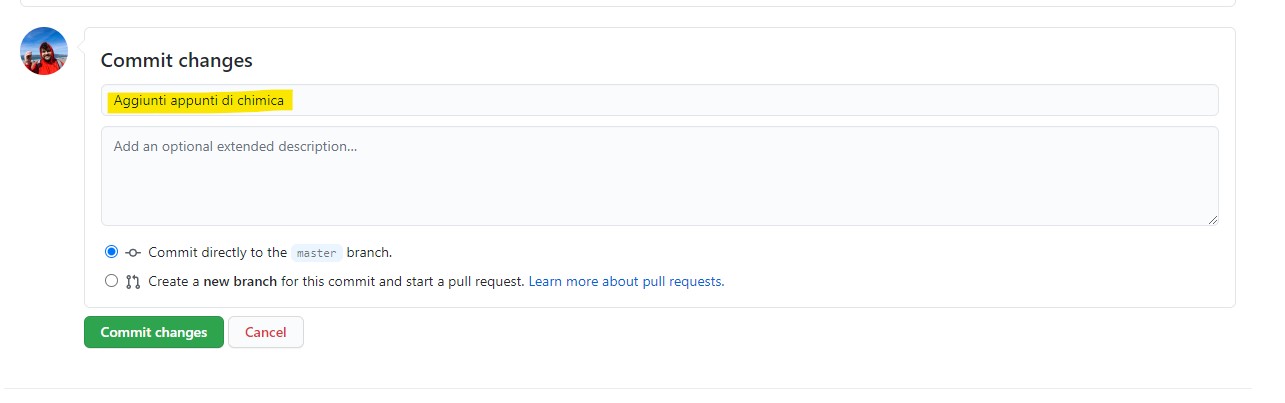 Commit changes
Aggiunti appunti di chimica
Add an optional extended description...
Commit directly to the master branch.
Create a new branch for this commit and start a pull request. Learn more about pull requests.
Commit changes Cancel